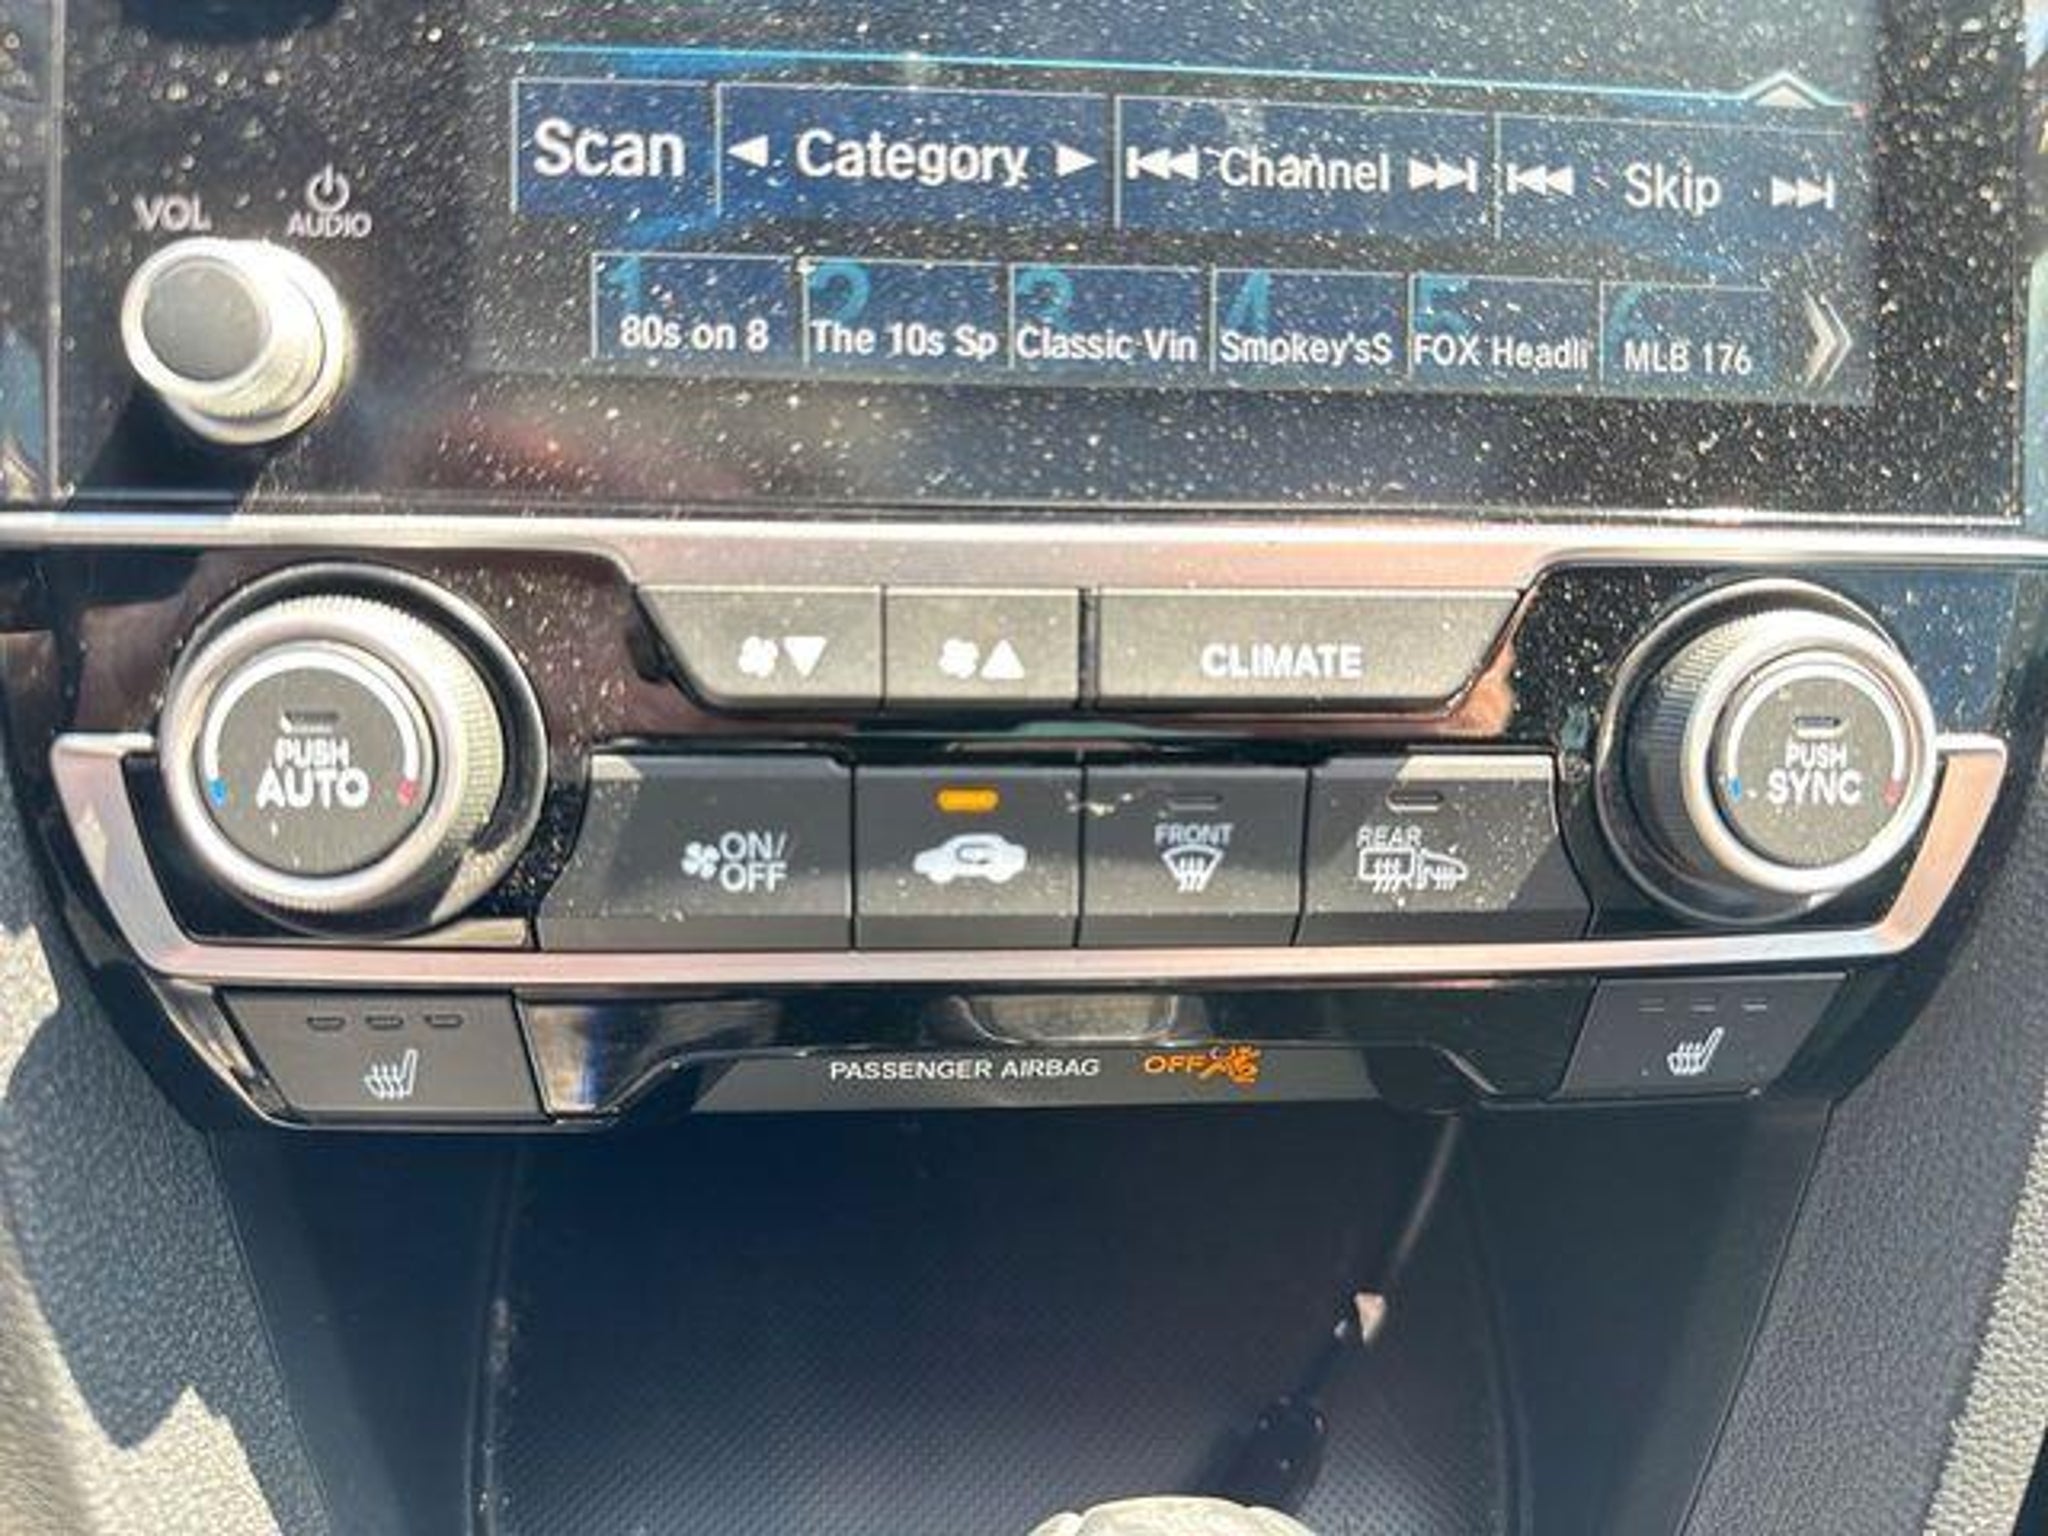 VOL
AUDIO
Scan
Category
Channel
Skip
1
2
3
4
5
6
80s on 8
The 10s Sp
Classic Vin
Smokey'sS
FOX Headli
MLB 176
CLIMATE
PUSH
AUTO
ON/
OFF
FRONT
REAR
PUSH
SYNC
PASSENGER AIRBAG OFF